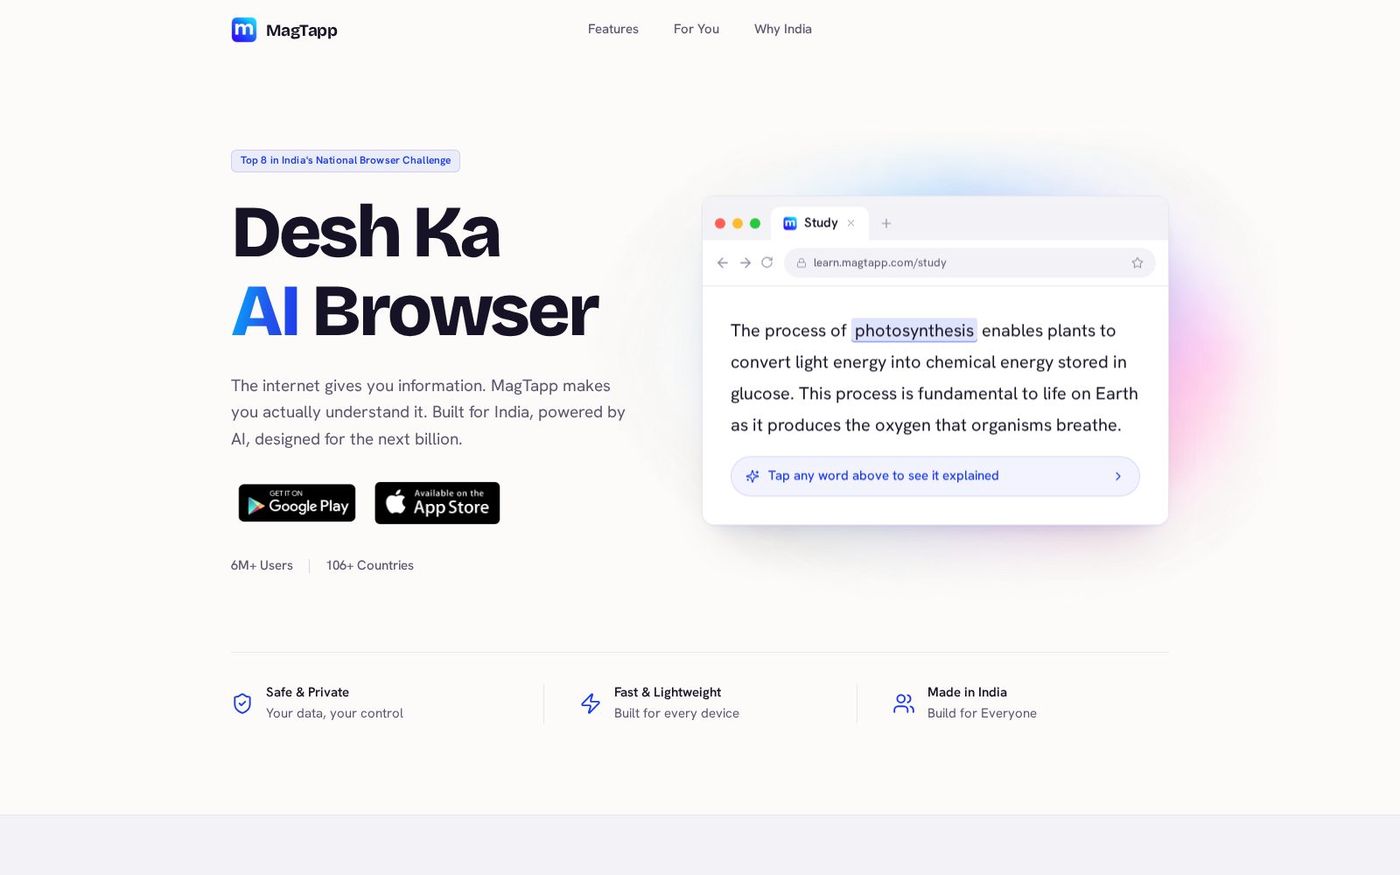 MagTapp
Features
For You
Why India
Top 8 in India's National Browser Challenge
Desh Ka
AI Browser
The internet gives you information. MagTapp makes
you actually understand it. Built for India, powered by
AI, designed for the next billion.
GET IT ON
Google Play
Available on the
App Store
6M+ Users
106+ Countries
Study
learn.magtapp.com/study
The process of photosynthesis enables plants to
convert light energy into chemical energy stored in
glucose. This process is fundamental to life on Earth
as it produces the oxygen that organisms breathe.
Tap any word above to see it explained
Safe & Private
Your data, your control
Fast & Lightweight
Built for every device
Made in India
Build for Everyone